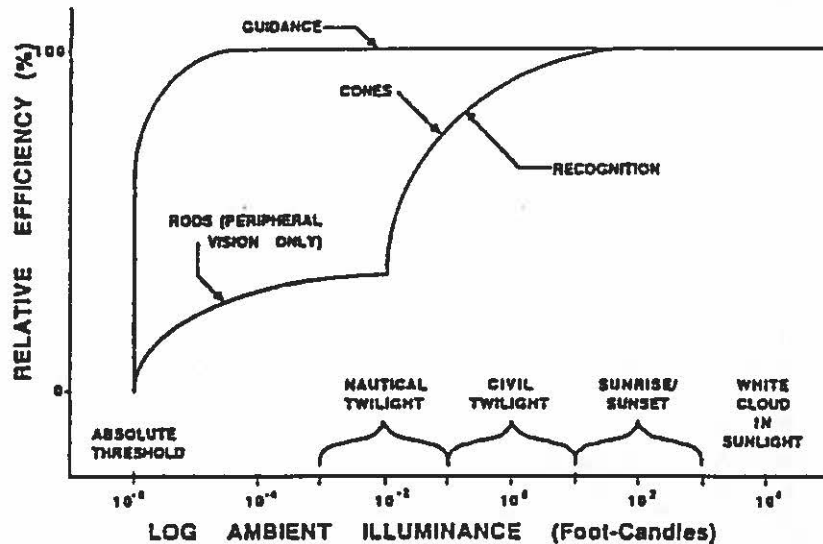 GUIDANCE
100
CONES
RECOGNITION
RODS (PERIPHERAL
VISION ONLY)
RELATIVE EFFICIENCY (%)
0
NAUTICAL
TWILIGHT
CIVIL
TWILIGHT
SUNRISE/
SUNSET
WHITE
CLOUD
IN
SUNLIGHT
ABSOLUTE
THRESHOLD
10⁻⁶ 10⁻⁴ 10⁻² 10⁰ 10² 10⁴
LOG AMBIENT ILLUMINANCE (Foot-Candles)